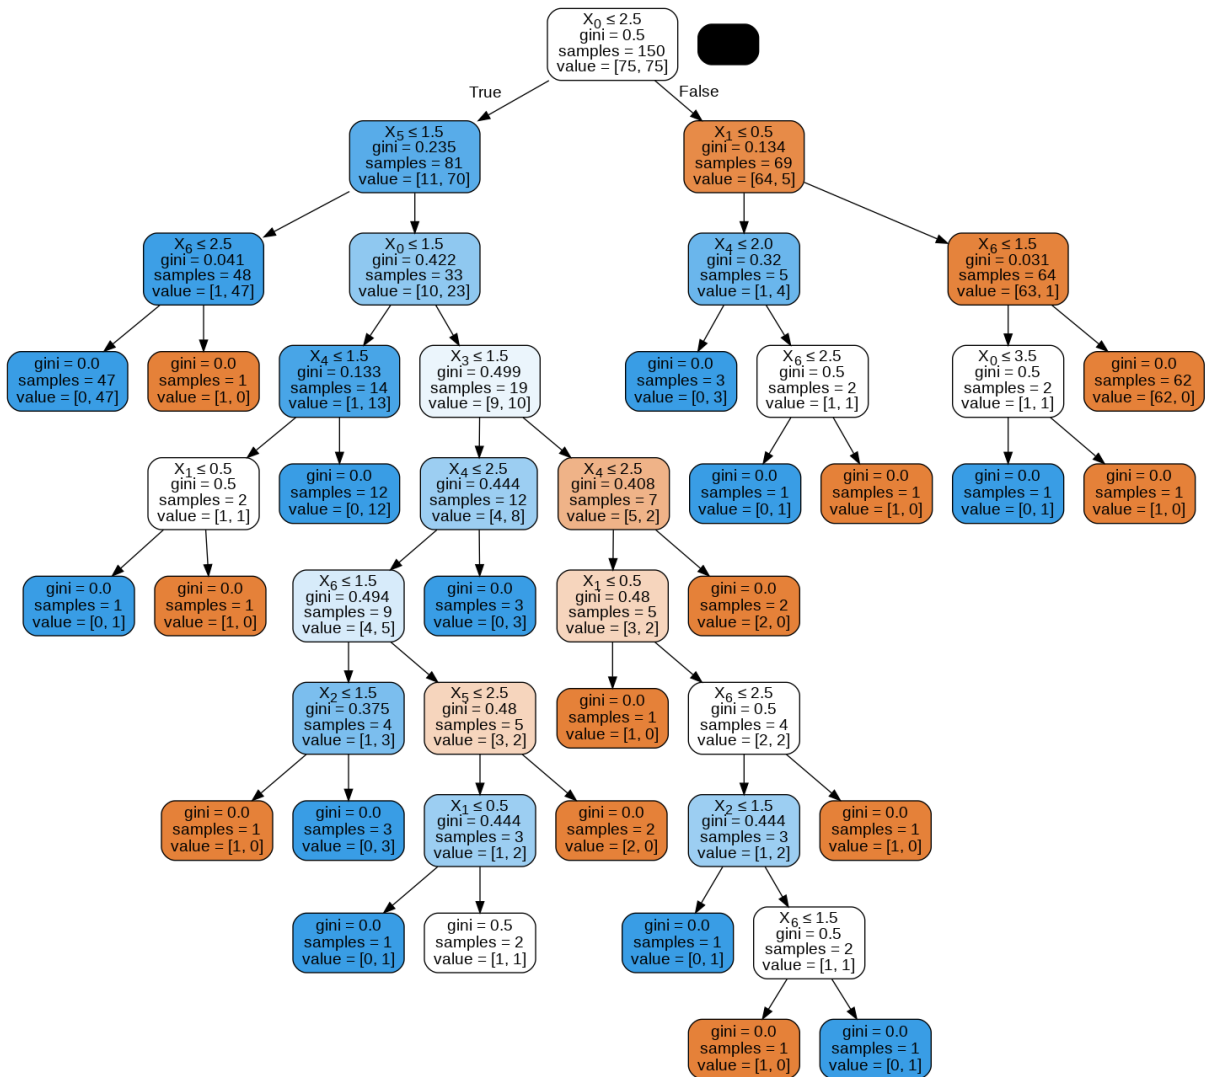 X0 ≤ 2.5
gini = 0.5
samples = 150
value = [75, 75]
True
False
X5 ≤ 1.5
gini = 0.235
samples = 81
value = [11, 70]
X1 ≤ 0.5
gini = 0.134
samples = 69
value = [64, 5]
X6 ≤ 2.5
gini = 0.041
samples = 48
value = [1, 47]
X0 ≤ 1.5
gini = 0.422
samples = 33
value = [10, 23]
X4 ≤ 2.0
gini = 0.32
samples = 5
value = [1, 4]
X6 ≤ 1.5
gini = 0.031
samples = 64
value = [63, 1]
gini = 0.0
samples = 47
value = [0, 47]
gini = 0.0
samples = 1
value = [1, 0]
X4 ≤ 1.5
gini = 0.133
samples = 14
value = [1, 13]
X3 ≤ 1.5
gini = 0.499
samples = 19
value = [9, 10]
gini = 0.0
samples = 3
value = [0, 3]
X6 ≤ 2.5
gini = 0.5
samples = 2
value = [1, 1]
X0 ≤ 3.5
gini = 0.5
samples = 2
value = [1, 1]
gini = 0.0
samples = 62
value = [62, 0]
X1 ≤ 0.5
gini = 0.5
samples = 2
value = [1, 1]
gini = 0.0
samples = 12
value = [0, 12]
X4 ≤ 2.5
gini = 0.444
samples = 12
value = [4, 8]
X4 ≤ 2.5
gini = 0.408
samples = 7
value = [5, 2]
gini = 0.0
samples = 1
value = [0, 1]
gini = 0.0
samples = 1
value = [1, 0]
gini = 0.0
samples = 1
value = [0, 1]
gini = 0.0
samples = 1
value = [1, 0]
gini = 0.0
samples = 1
value = [0, 1]
gini = 0.0
samples = 1
value = [1, 0]
X6 ≤ 1.5
gini = 0.494
samples = 9
value = [4, 5]
gini = 0.0
samples = 3
value = [0, 3]
X1 ≤ 0.5
gini = 0.48
samples = 5
value = [3, 2]
gini = 0.0
samples = 2
value = [2, 0]
X2 ≤ 1.5
gini = 0.375
samples = 4
value = [1, 3]
X5 ≤ 2.5
gini = 0.48
samples = 5
value = [3, 2]
gini = 0.0
samples = 1
value = [1, 0]
X6 ≤ 2.5
gini = 0.5
samples = 4
value = [2, 2]
gini = 0.0
samples = 1
value = [1, 0]
gini = 0.0
samples = 3
value = [0, 3]
X1 ≤ 0.5
gini = 0.444
samples = 3
value = [1, 2]
gini = 0.0
samples = 2
value = [2, 0]
X2 ≤ 1.5
gini = 0.444
samples = 3
value = [1, 2]
gini = 0.0
samples = 1
value = [1, 0]
gini = 0.0
samples = 1
value = [0, 1]
gini = 0.5
samples = 2
value = [1, 1]
gini = 0.0
samples = 1
value = [0, 1]
X6 ≤ 1.5
gini = 0.5
samples = 2
value = [1, 1]
gini = 0.0
samples = 1
value = [1, 0]
gini = 0.0
samples = 1
value = [0, 1]